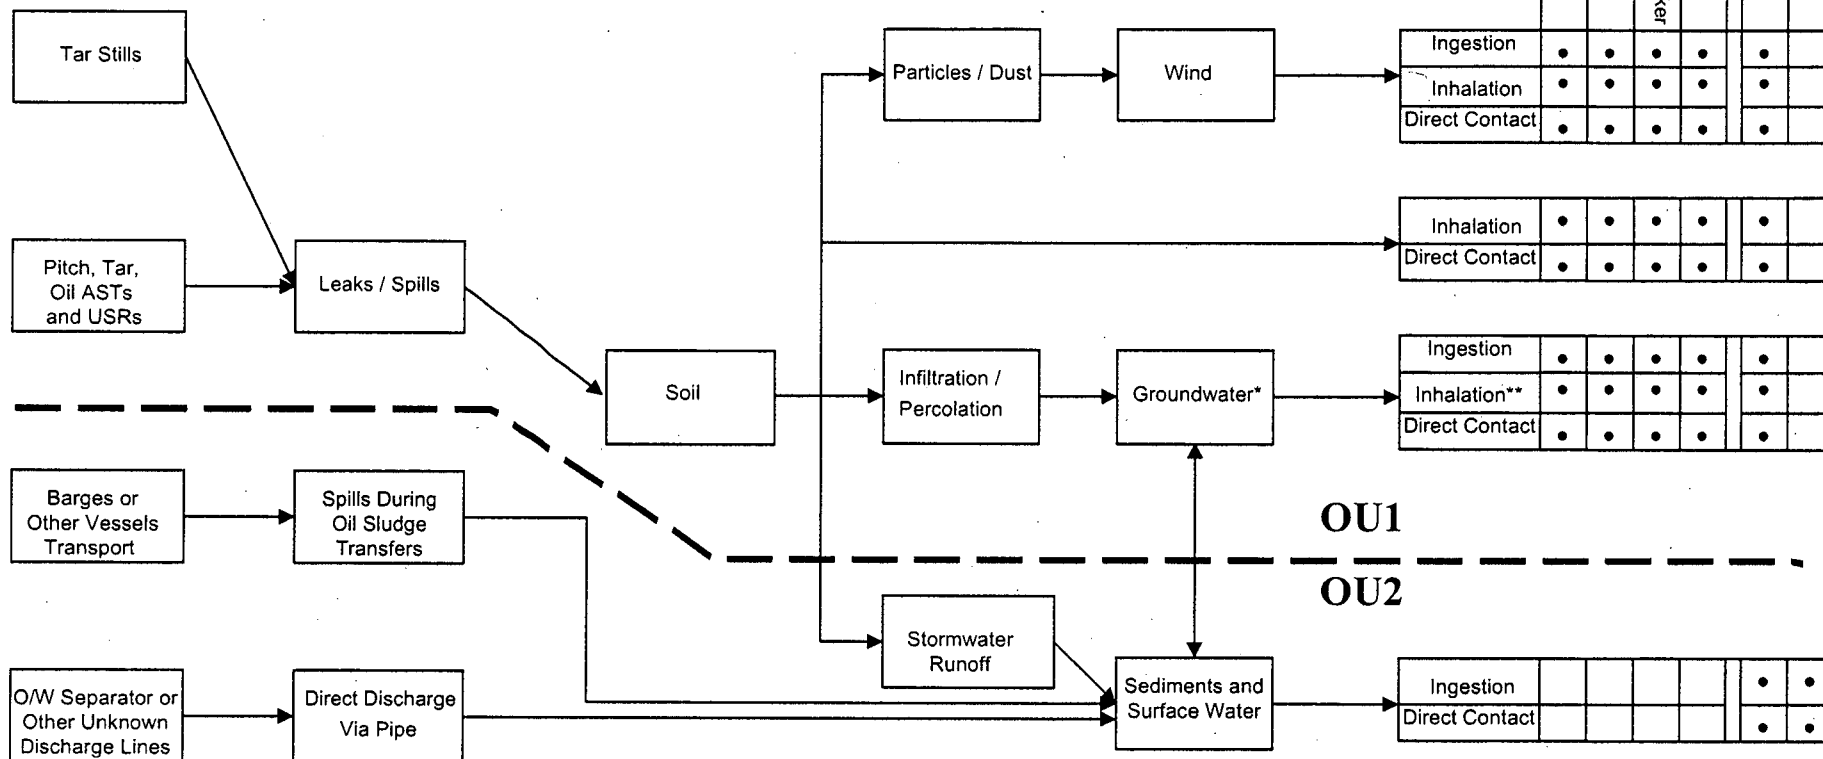 ker
Tar Stills
Particles / Dust
Wind
Ingestion
Inhalation
Direct Contact
Inhalation
Direct Contact
Pitch, Tar,
Oil ASTs
and USRs
Leaks / Spills
Soil
Infiltration /
Percolation
Groundwater*
Ingestion
Inhalation**
Direct Contact
Barges or
Other Vessels
Transport
Spills During
Oil Sludge
Transfers
OU1
OU2
Stormwater
Runoff
O/W Separator or
Other Unknown
Discharge Lines
Direct Discharge
Via Pipe
Sediments and
Surface Water
Ingestion
Direct Contact